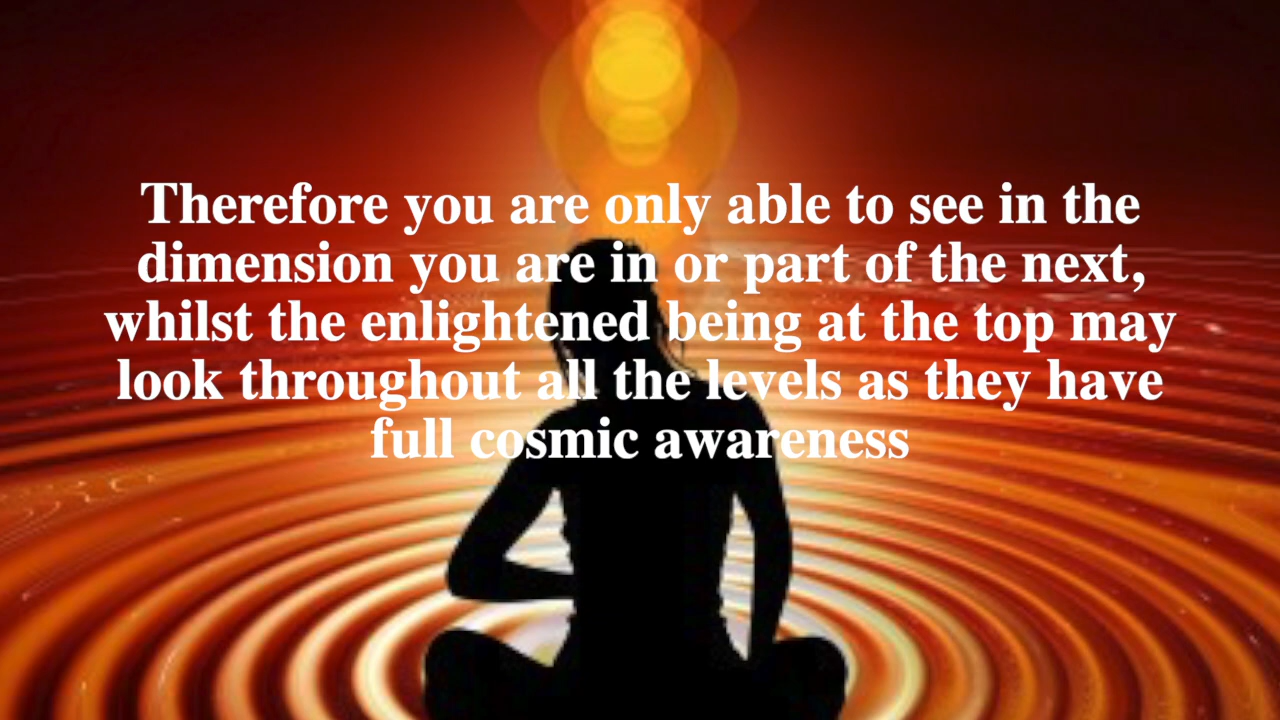 Therefore you are only able to see in the
dimension you are in or part of the next,
whilst the enlightened being at the top may
look throughout all the levels as they have
full cosmic awareness